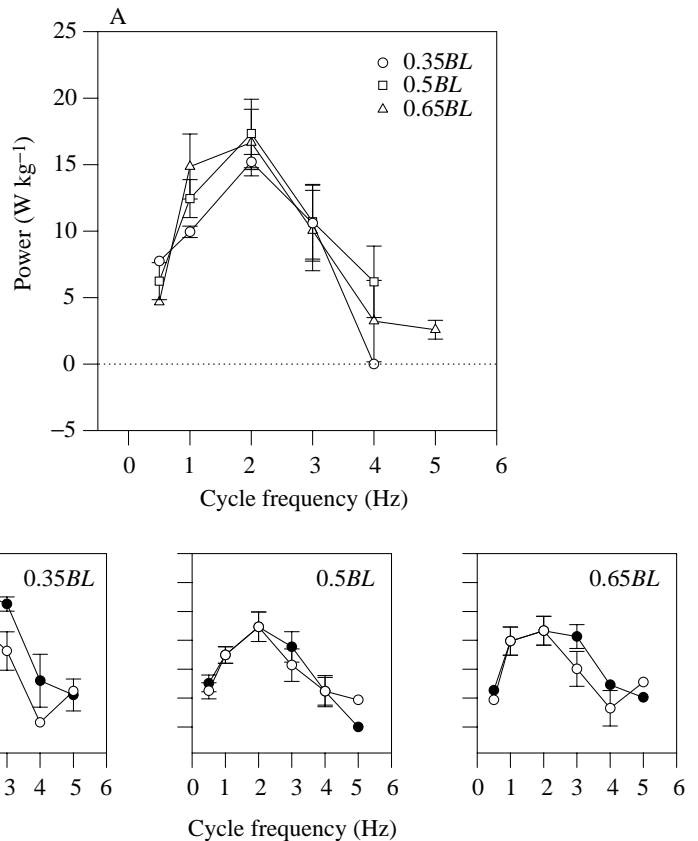 A
25
20
15
10
5
0
−5
Power (W kg−1)
0.35BL
0.5BL
0.65BL
0 1 2 3 4 5 6
Cycle frequency (Hz)
0.35BL
0.5BL
0.65BL
3 4 5 6
0 1 2 3 4 5 6
0 1 2 3 4 5 6
Cycle frequency (Hz)